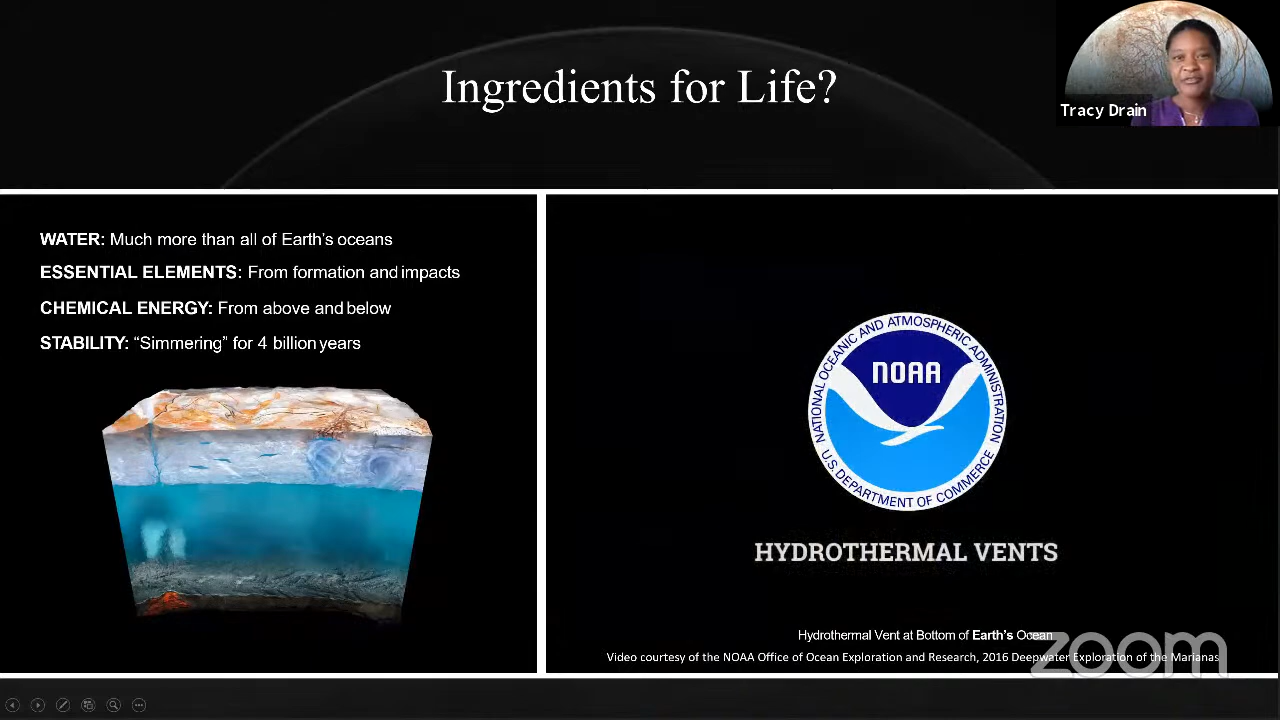 Ingredients for Life?
Tracy Drain
WATER: Much more than all of Earth's oceans
ESSENTIAL ELEMENTS: From formation and impacts
CHEMICAL ENERGY: From above and below
STABILITY: “Simmering” for 4 billion years
NATIONAL OCEANIC AND ATMOSPHERIC ADMINISTRATION
NOAA
U.S. DEPARTMENT OF COMMERCE
HYDROTHERMAL VENTS
Hydrothermal Vent at Bottom of Earth's Ocean
Video courtesy of the NOAA Office of Ocean Exploration and Research, 2016 Deepwater Exploration of the Marianas
zoom